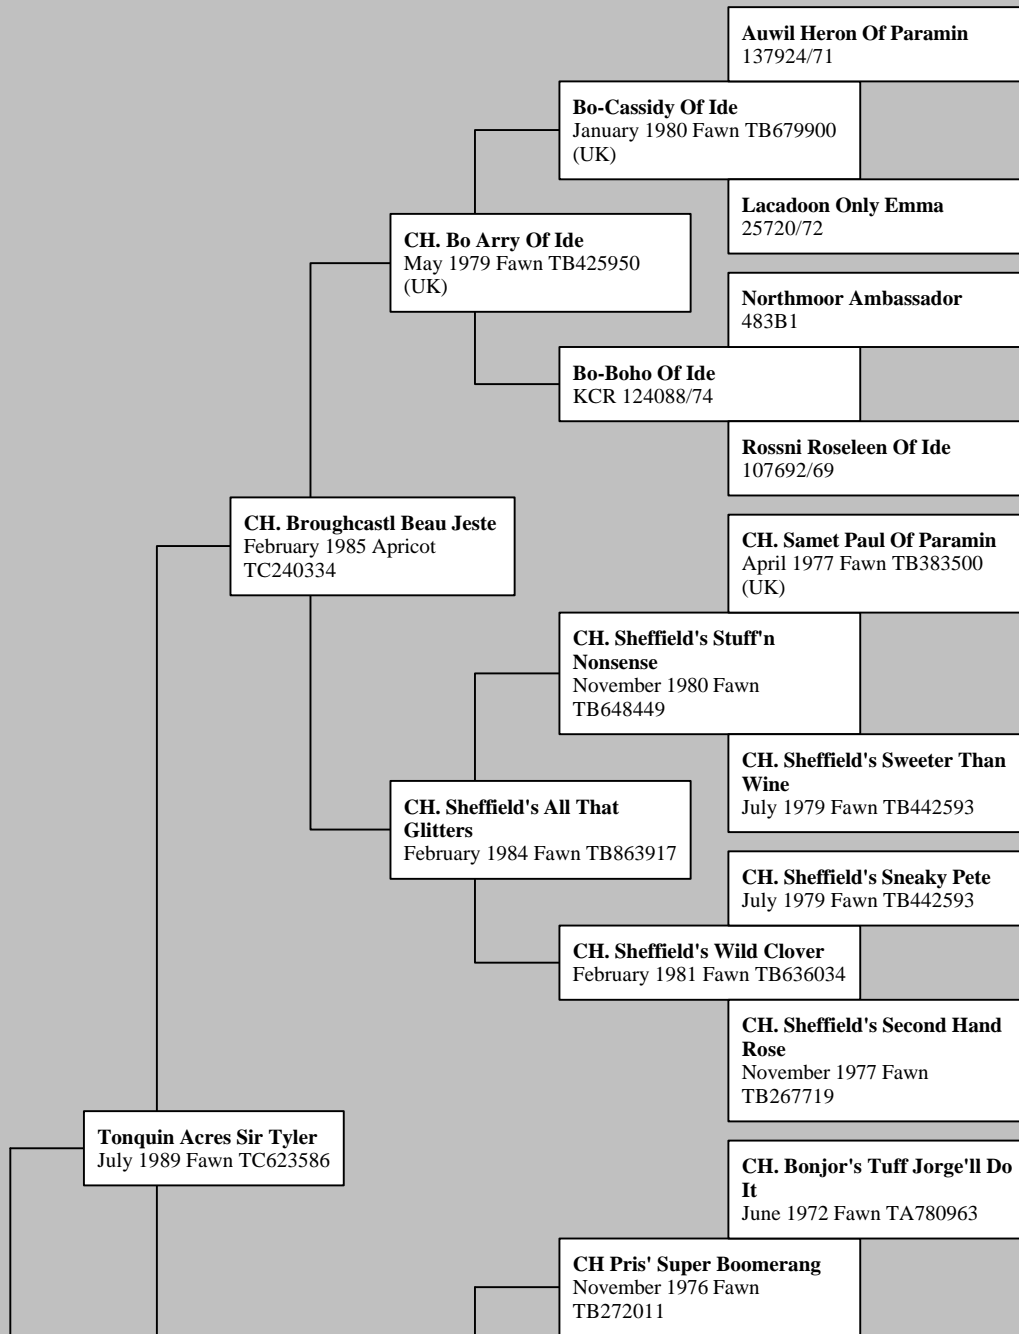 Auwil Heron Of Paramin
137924/71
Bo-Cassidy Of Ide
January 1980 Fawn TB679900
(UK)
Lacadoon Only Emma
25720/72
CH. Bo Arry Of Ide
May 1979 Fawn TB425950
(UK)
Northmoor Ambassador
483B1
Bo-Boho Of Ide
KCR 124088/74
Rossni Roseleen Of Ide
107692/69
CH. Broughcastl Beau Jeste
February 1985 Apricot
TC240334
CH. Samet Paul Of Paramin
April 1977 Fawn TB383500
(UK)
CH. Sheffield's Stuff'n
Nonsense
November 1980 Fawn
TB648449
CH. Sheffield's Sweeter Than
Wine
July 1979 Fawn TB442593
CH. Sheffield's All That
Glitters
February 1984 Fawn TB863917
CH. Sheffield's Sneaky Pete
July 1979 Fawn TB442593
CH. Sheffield's Wild Clover
February 1981 Fawn TB636034
CH. Sheffield's Second Hand
Rose
November 1977 Fawn
TB267719
Tonquin Acres Sir Tyler
July 1989 Fawn TC623586
CH. Bonjor's Tuff Jorge'll Do
It
June 1972 Fawn TA780963
CH Pris' Super Boomerang
November 1976 Fawn
TB272011